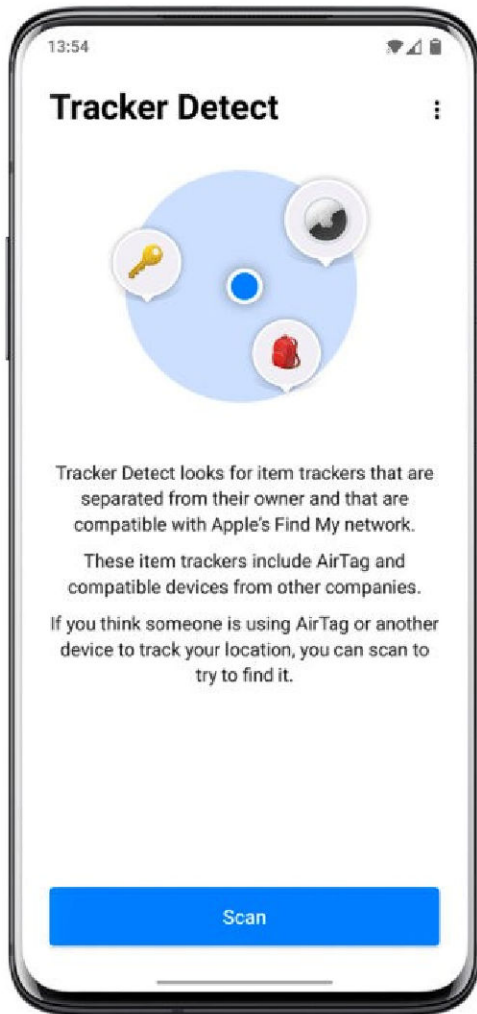 13:54
Tracker Detect
Tracker Detect looks for item trackers that are
separated from their owner and that are
compatible with Apple's Find My network.
These item trackers include AirTag and
compatible devices from other companies.
If you think someone is using AirTag or another
device to track your location, you can scan to
try to find it.
Scan